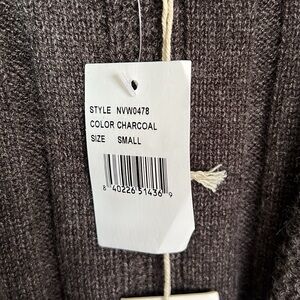 STYLE NVW0478
COLOR CHARCOAL
SIZE SMALL
8 40226 51436 9